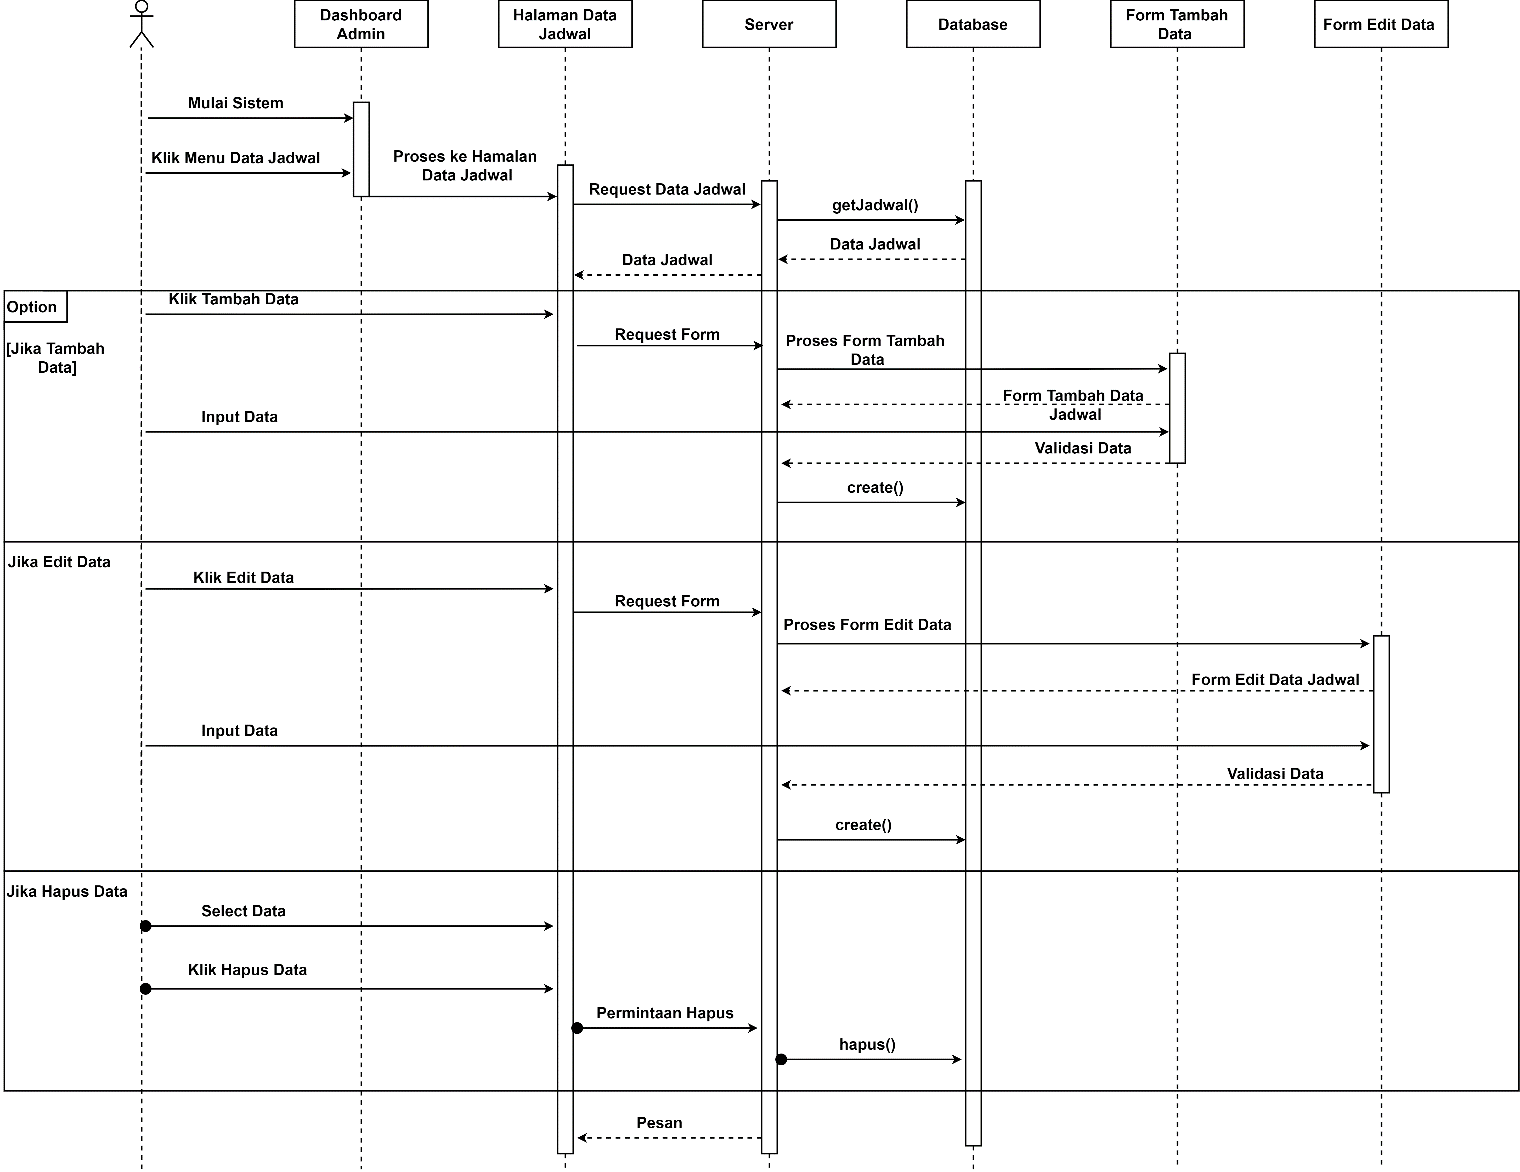 Dashboard
Admin
Halaman Data
Jadwal
Server
Database
Form Tambah
Data
Form Edit Data
Mulai Sistem
Klik Menu Data Jadwal
Proses ke Hamalan
Data Jadwal
Request Data Jadwal
getJadwal()
Data Jadwal
Data Jadwal
Option
Klik Tambah Data
[Jika Tambah
Data]
Request Form
Proses Form Tambah
Data
Form Tambah Data
Jadwal
Input Data
Validasi Data
create()
Jika Edit Data
Klik Edit Data
Request Form
Proses Form Edit Data
Form Edit Data Jadwal
Input Data
Validasi Data
create()
Jika Hapus Data
Select Data
Klik Hapus Data
Permintaan Hapus
hapus()
Pesan